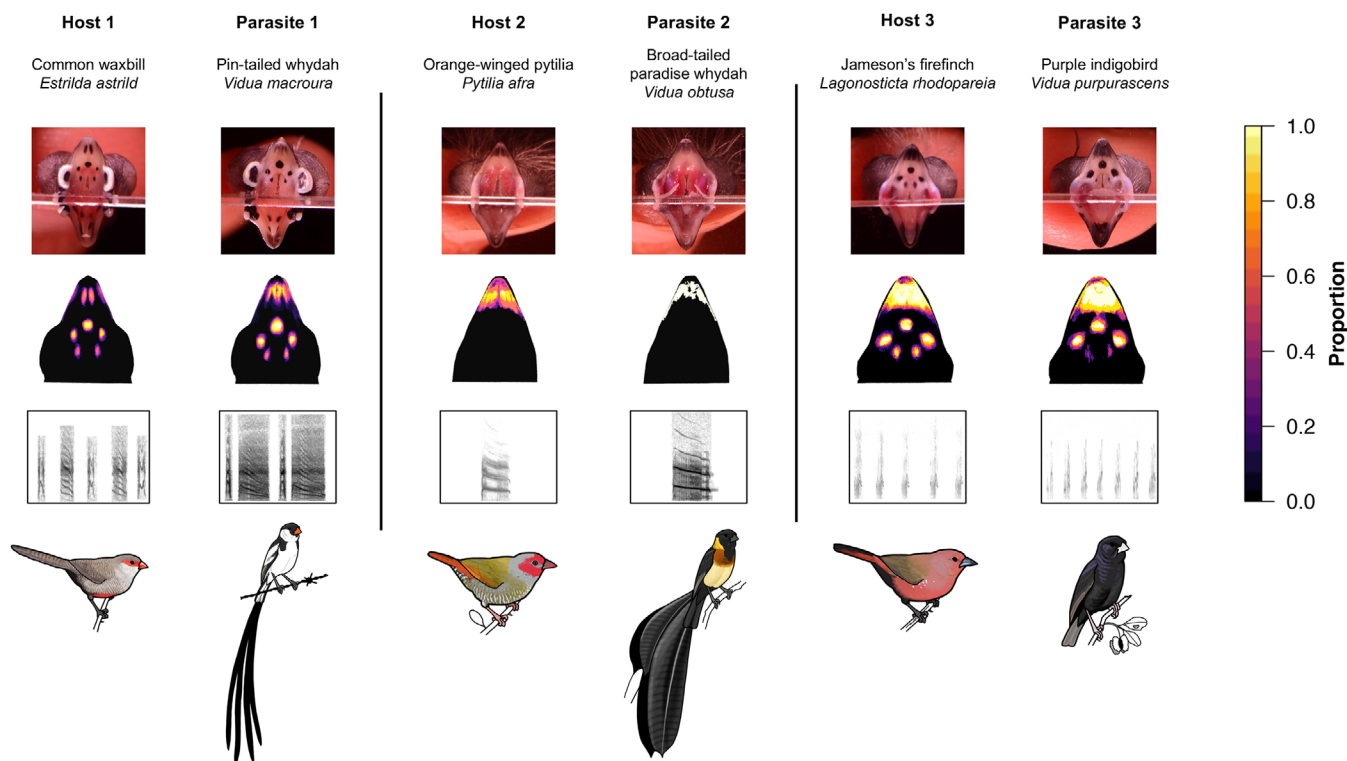 Host 1
Parasite 1
Host 2
Parasite 2
Host 3
Parasite 3
Common waxbill
Estrilda astrild
Pin-tailed whydah
Vidua macroura
Orange-winged pytilia
Pytilia afra
Broad-tailed
paradise whydah
Vidua obtusa
Jameson's firefinch
Lagonosticta rhodopareia
Purple indigobird
Vidua purpurascens
1.0
0.8
0.6
0.4
0.2
0.0
Proportion